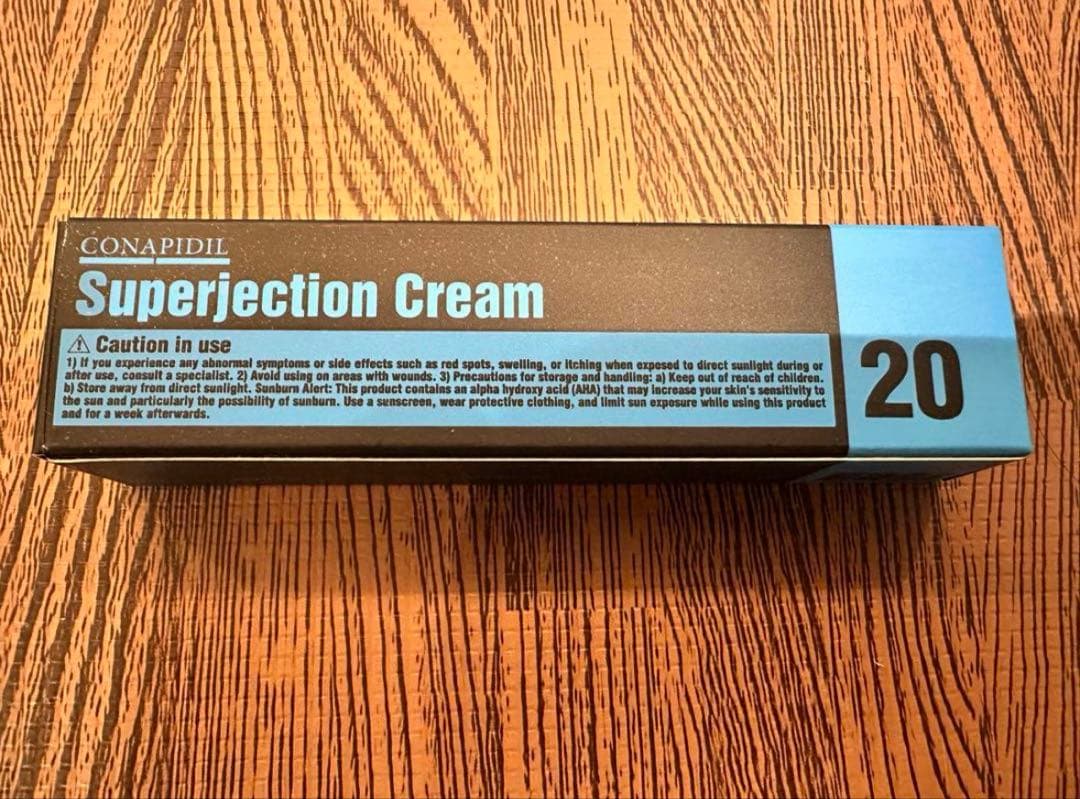 CONAPIDIL
Superjection Cream
⚠ Caution in use
1) If you experience any abnormal symptoms or side effects such as red spots, swelling, or itching when exposed to direct sunlight during or
after use, consult a specialist. 2) Avoid using on areas with wounds. 3) Precautions for storage and handling: a) Keep out of reach of children.
b) Store away from direct sunlight. Sunburn Alert: This product contains an alpha hydroxy acid (AHA) that may increase your skin's sensitivity to
the sun and particularly the possibility of sunburn. Use a sunscreen, wear protective clothing, and limit sun exposure while using this product
and for a week afterwards.
20